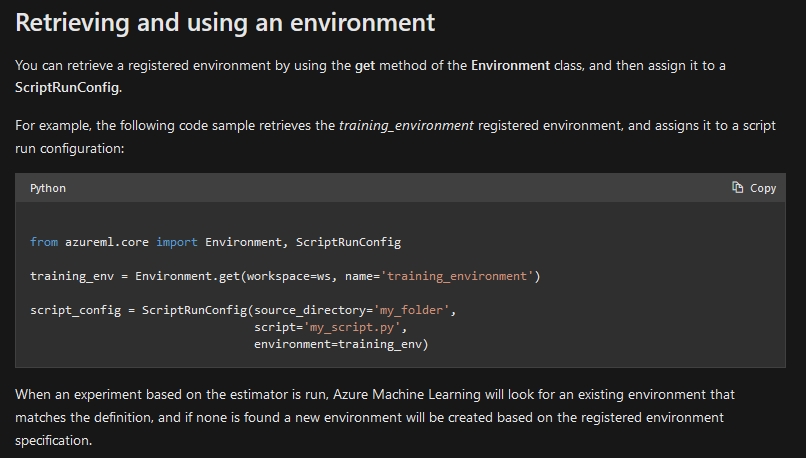 Retrieving and using an environment
You can retrieve a registered environment by using the get method of the Environment class, and then assign it to a
ScriptRunConfig.
For example, the following code sample retrieves the training_environment registered environment, and assigns it to a script
run configuration:
Python
Copy
from azureml.core import Environment, ScriptRunConfig
training_env = Environment.get(workspace=ws, name='training_environment')
script_config = ScriptRunConfig(source_directory='my_folder',
                                script='my_script.py',
                                environment=training_env)
When an experiment based on the estimator is run, Azure Machine Learning will look for an existing environment that
matches the definition, and if none is found a new environment will be created based on the registered environment
specification.